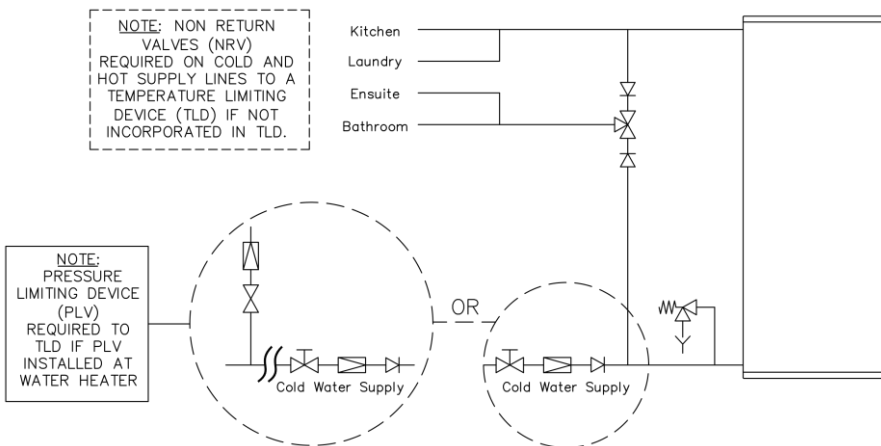 NOTE: NON RETURN
VALVES (NRV)
REQUIRED ON COLD AND
HOT SUPPLY LINES TO A
TEMPERATURE LIMITING
DEVICE (TLD) IF NOT
INCORPORATED IN TLD.
Kitchen
Laundry
Ensuite
Bathroom
NOTE:
PRESSURE
LIMITING DEVICE
(PLV)
REQUIRED TO
TLD IF PLV
INSTALLED AT
WATER HEATER
OR
Cold Water Supply
Cold Water Supply